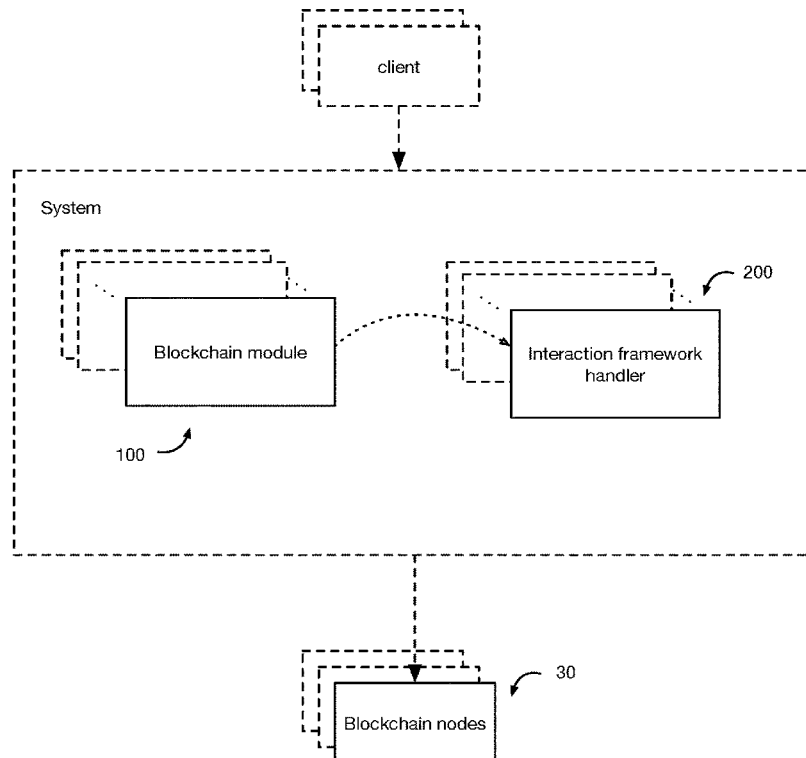 client
System
200
Blockchain module
Interaction framework
handler
100
30
Blockchain nodes